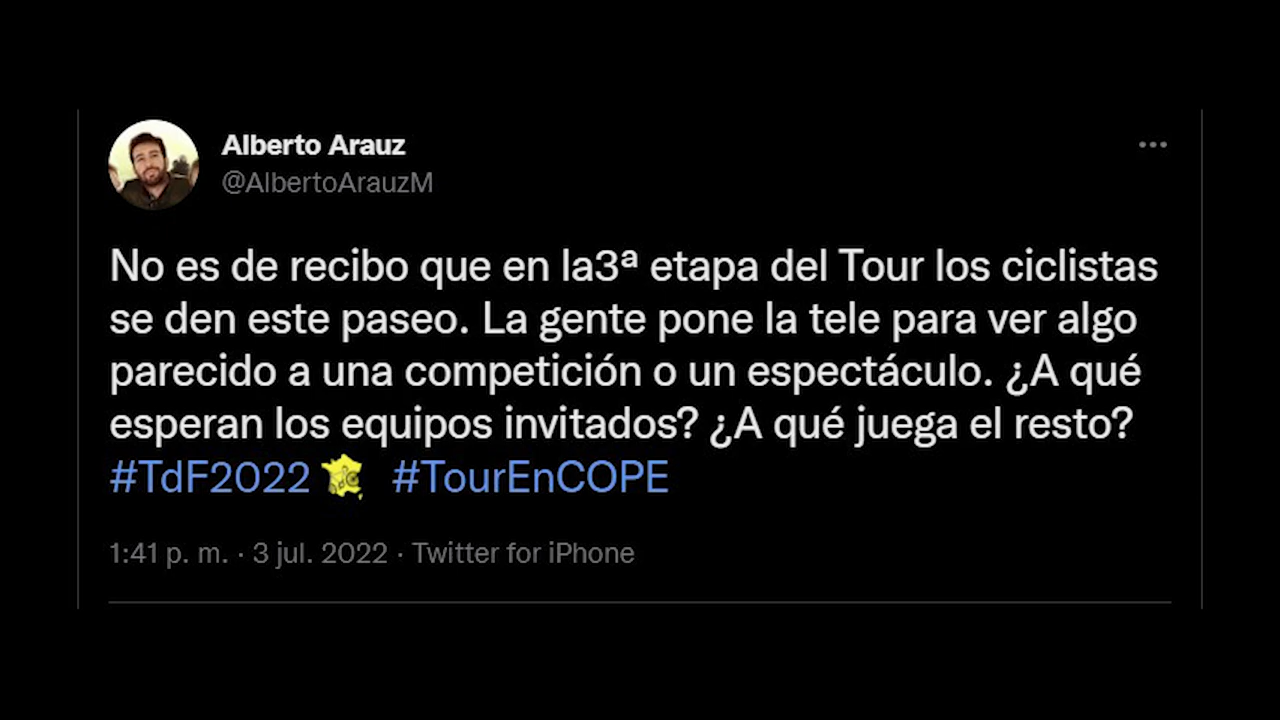 Alberto Arauz
@AlbertoArauzM
No es de recibo que en la3ª etapa del Tour los ciclistas
se den este paseo. La gente pone la tele para ver algo
parecido a una competición o un espectáculo. ¿A qué
esperan los equipos invitados? ¿A qué juega el resto?
#TdF2022 #TourEnCOPE
1:41 p. m. · 3 jul. 2022 · Twitter for iPhone